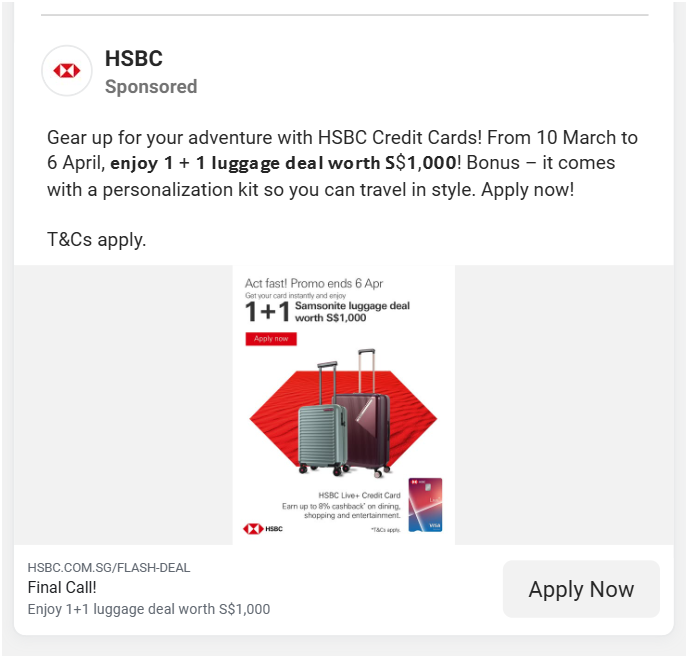 HSBC
Sponsored
Gear up for your adventure with HSBC Credit Cards! From 10 March to
6 April, enjoy 1 + 1 luggage deal worth S$1,000! Bonus – it comes
with a personalization kit so you can travel in style. Apply now!
T&Cs apply.
Act fast! Promo ends 6 Apr
Get your card instantly and enjoy
1+1 Samsonite luggage deal
worth S$1,000
Apply now
HSBC Live+ Credit Card
Earn up to 8% cashback* on dining,
shopping and entertainment.
HSBC
*T&Cs apply.
VISA
HSBC.COM.SG/FLASH-DEAL
Final Call!
Enjoy 1+1 luggage deal worth S$1,000
Apply Now